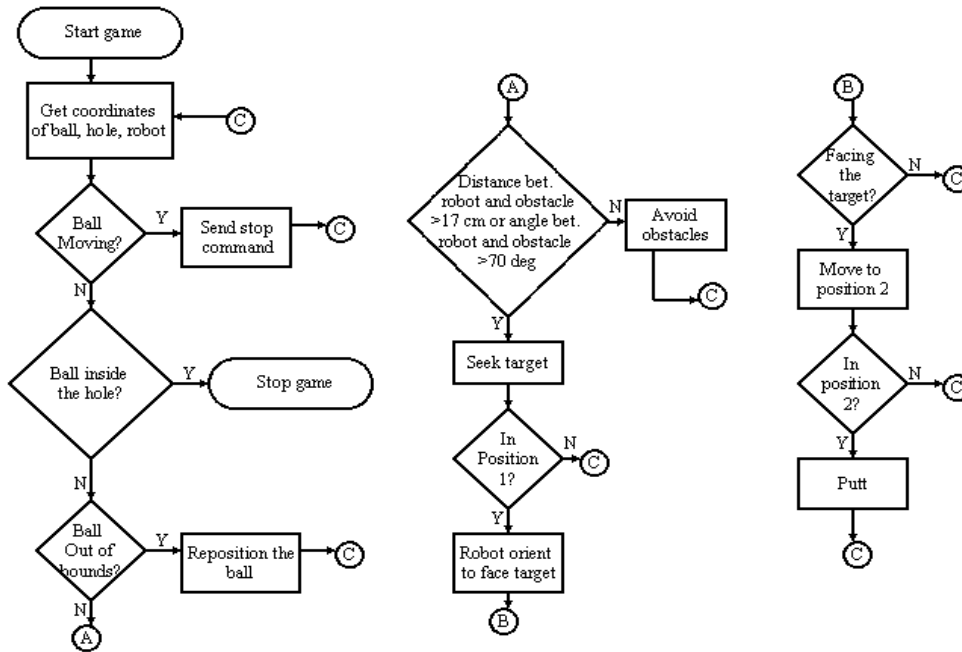 Start game
Get coordinates
of ball, hole, robot
C
Ball
Moving?
Y
Send stop
command
C
N
Ball inside
the hole?
Y
Stop game
N
Ball
Out of
bounds?
Y
Reposition the
ball
C
N
A
A
Distance bet.
robot and obstacle
>17 cm or angle bet.
robot and obstacle
>70 deg
N
Avoid
obstacles
C
Y
Seek target
In
Position
1?
N
C
Y
Robot orient
to face target
B
B
Facing
the
target?
N
C
Y
Move to
position 2
In
position
2?
N
C
Y
Putt
C